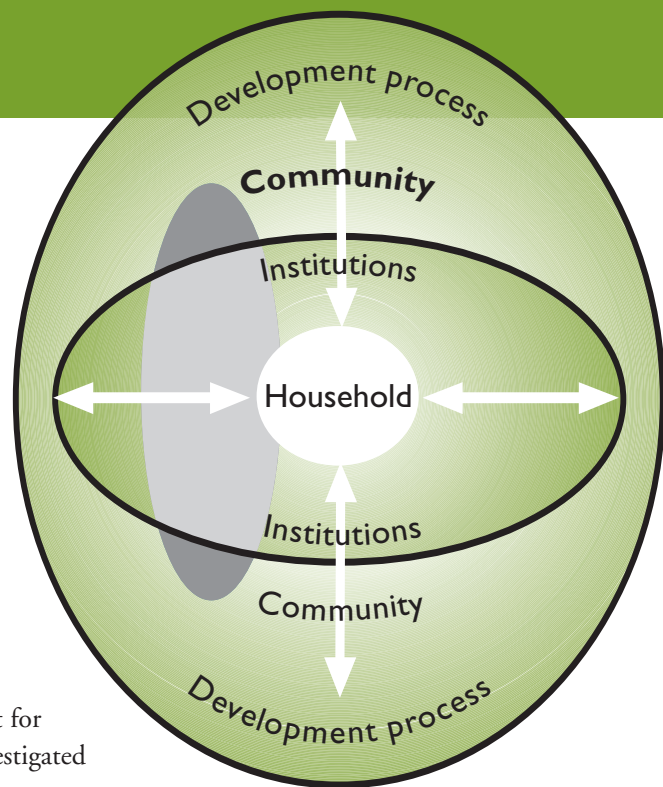 Development process
Community
Institutions
Household
Institutions
Community
Development process
for
estigated